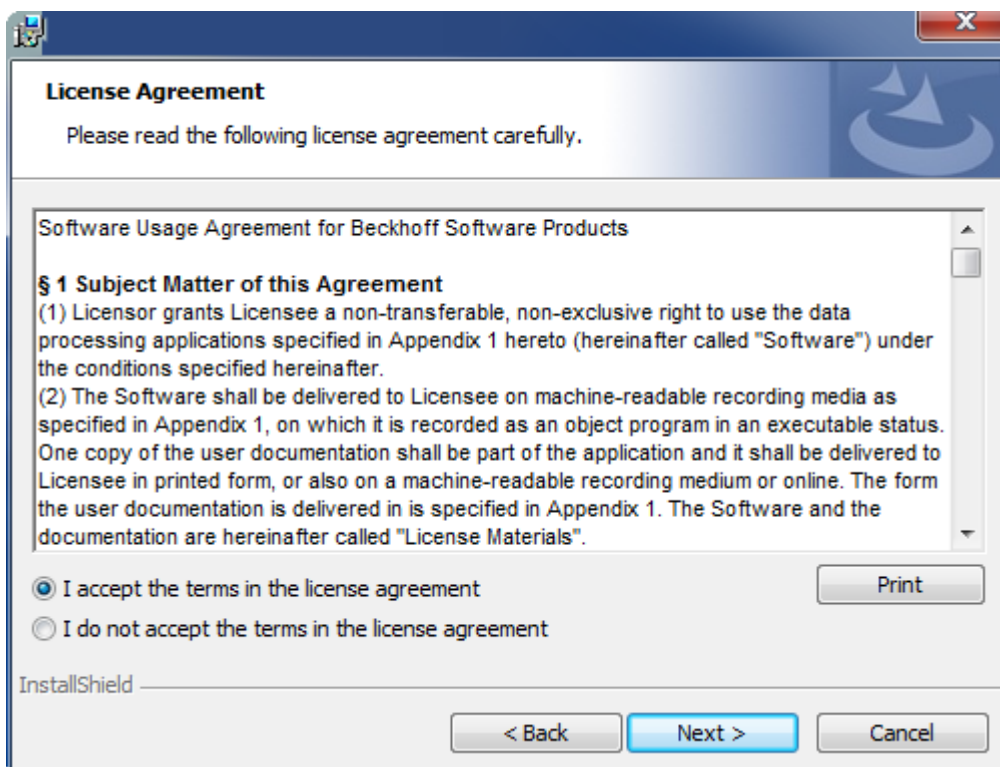 License Agreement
Please read the following license agreement carefully.
Software Usage Agreement for Beckhoff Software Products
§ 1 Subject Matter of this Agreement
(1) Licensor grants Licensee a non-transferable, non-exclusive right to use the data
processing applications specified in Appendix 1 hereto (hereinafter called "Software") under
the conditions specified hereinafter.
(2) The Software shall be delivered to Licensee on machine-readable recording media as
specified in Appendix 1, on which it is recorded as an object program in an executable status.
One copy of the user documentation shall be part of the application and it shall be delivered to
Licensee in printed form, or also on a machine-readable recording medium or online. The form
the user documentation is delivered in is specified in Appendix 1. The Software and the
documentation are hereinafter called "License Materials".
I accept the terms in the license agreement
Print
I do not accept the terms in the license agreement
InstallShield
< Back
Next >
Cancel